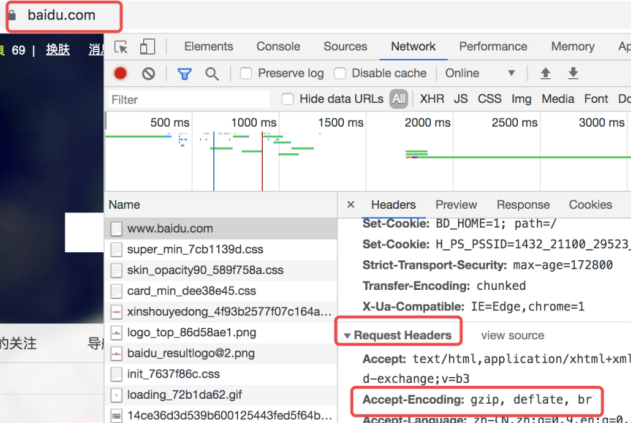 baidu.com
69 | 换肤 消息
Elements Console Sources Network Performance Memory
Preserve log Disable cache Online
Filter Hide data URLs All XHR JS CSS Img Media Font Do
500 ms 1000 ms 1500 ms 2000 ms 2500 ms 3000 ms
Name × Headers Preview Response Cookies
www.baidu.com
super_min_7cb1139d.css
skin_opacity90_589f758a.css
card_min_dee38e45.css
xinshouyedong_4f93b2577f07c164a…
logo_top_86d58ae1.png
baidu_resultlogo@2.png
init_7637f86c.css
loading_72b1da62.gif
14ce36d3d539b600125443fed5f64b…
Set-Cookie: BD_HOME=1; path=/
Set-Cookie: H_PS_PSSID=1432_21100_29523_
Strict-Transport-Security: max-age=172800
Transfer-Encoding: chunked
X-Ua-Compatible: IE=Edge,chrome=1
Request Headers view source
Accept: text/html,application/xhtml+xml
d-exchange;v=b3
Accept-Encoding: gzip, deflate, br
Accept-Language: zh-CN,zh;q=0.9,en;q=0.
的关注 导航